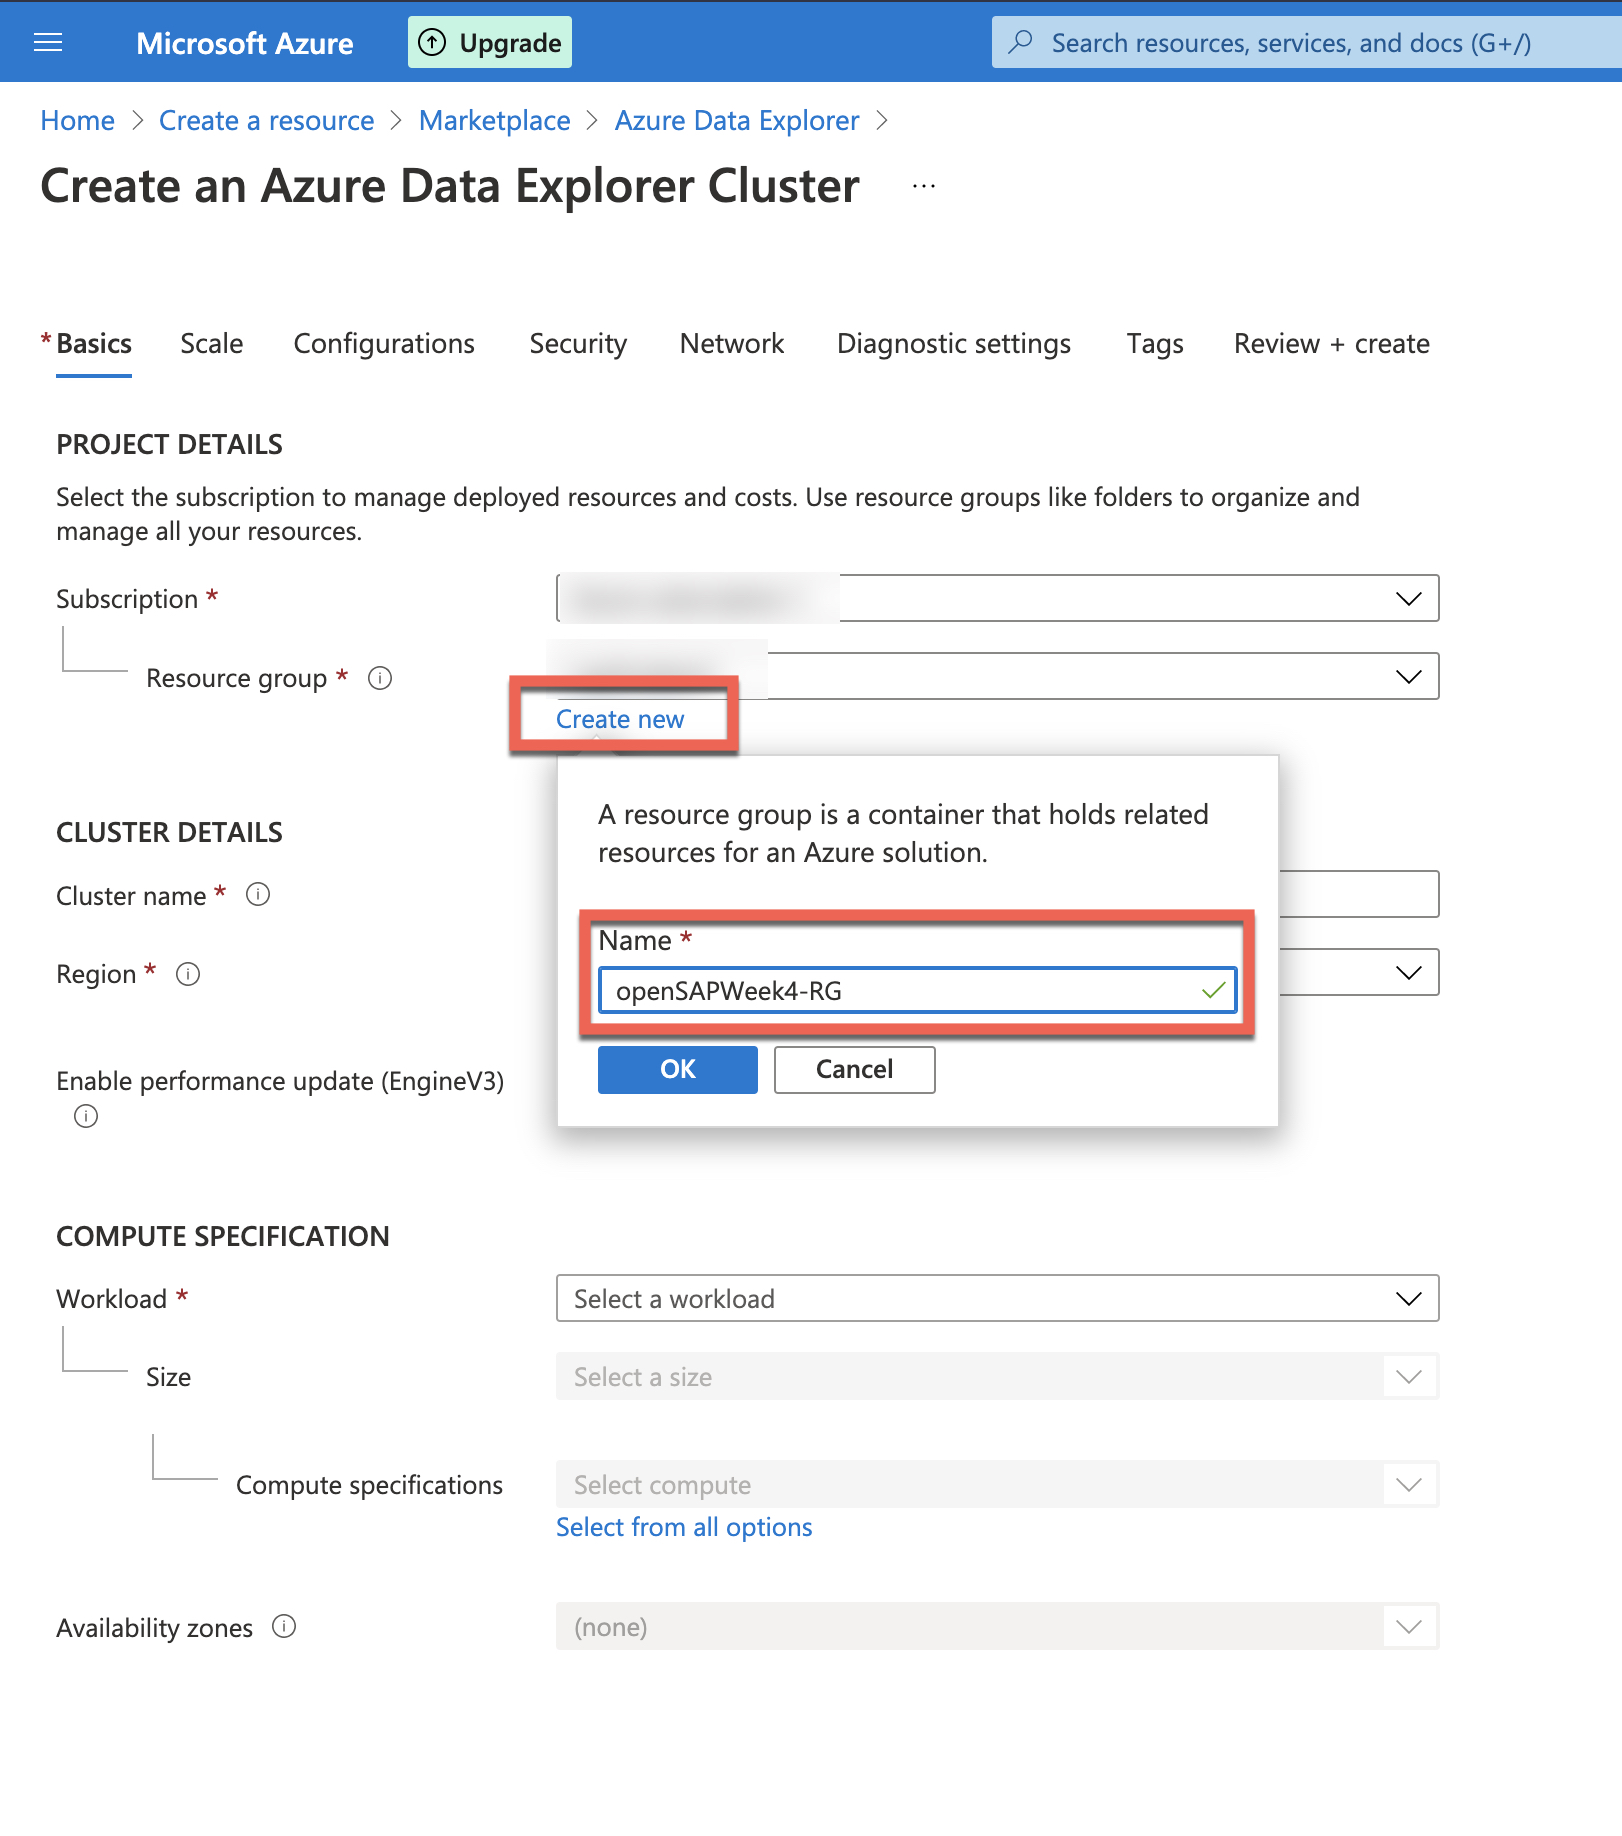 Microsoft Azure
Upgrade
Search resources, services, and docs (G+/)
Home > Create a resource > Marketplace > Azure Data Explorer >
Create an Azure Data Explorer Cluster ...
* Basics
Scale
Configurations
Security
Network
Diagnostic settings
Tags
Review + create
PROJECT DETAILS
Select the subscription to manage deployed resources and costs. Use resource groups like folders to organize and
manage all your resources.
Subscription *
Resource group *
Create new
A resource group is a container that holds related
resources for an Azure solution.
Name *
openSAPWeek4-RG
OK
Cancel
CLUSTER DETAILS
Cluster name *
Region *
Enable performance update (EngineV3)
COMPUTE SPECIFICATION
Workload *
Select a workload
Size
Select a size
Compute specifications
Select compute
Select from all options
Availability zones
(none)